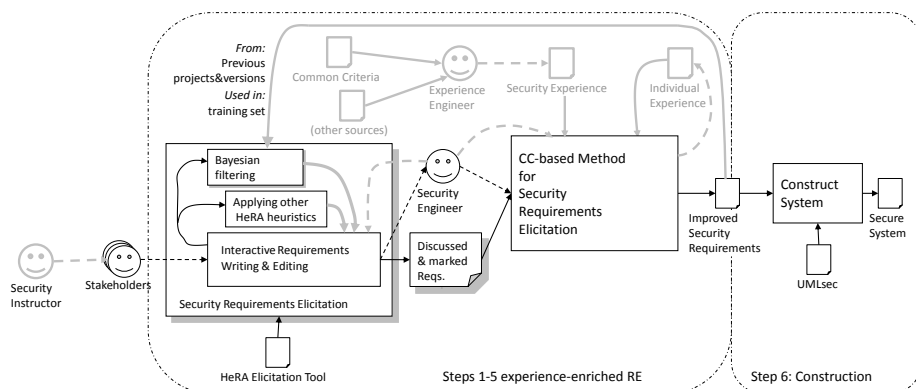 From:
Previous
projects&versions
Used in:
training set
Common Criteria
(other sources)
Experience
Engineer
Security Experience
Individual
Experience
Bayesian
filtering
Applying other
HeRA heuristics
Interactive Requirements
Writing & Editing
Security Requirements Elicitation
Security
Engineer
Discussed
& marked
Reqs.
CC-based Method
for
Security
Requirements
Elicitation
Improved
Security
Requirements
Construct
System
Secure
System
UMLsec
Security
Instructor
Stakeholders
HeRA Elicitation Tool
Steps 1-5 experience-enriched RE
Step 6: Construction